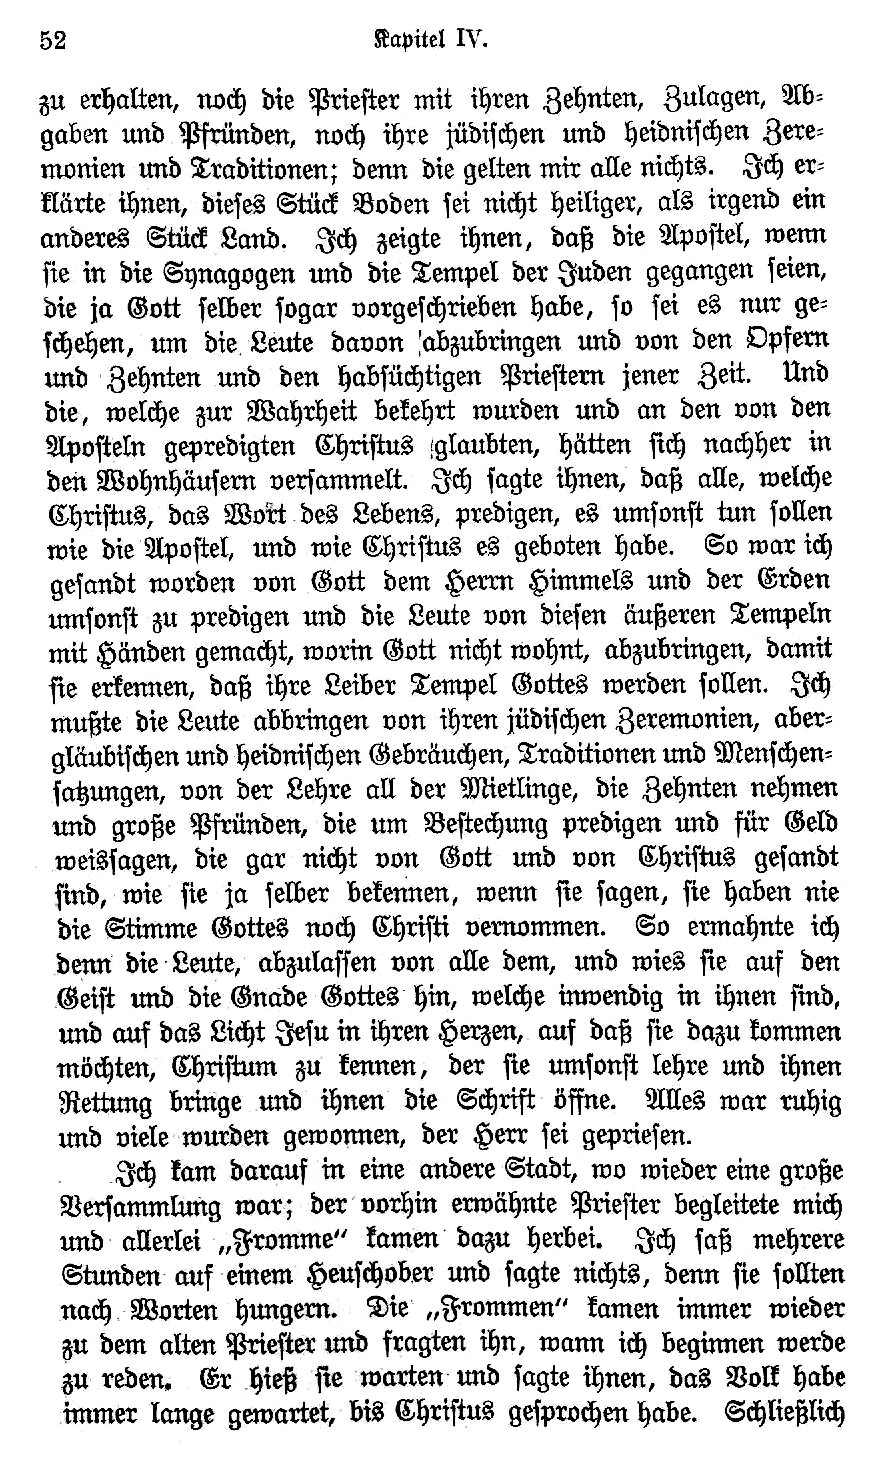 52 Kapitel IV.
zu erhalten, noch die Priester mit ihren Zehnten, Zulagen, Ab-
gaben und Pfründen, noch ihre jüdischen und heidnischen Zere-
monien und Traditionen; denn die gelten mir alle nichts. Ich er-
klärte ihnen, dieses Stück Boden sei nicht heiliger, als irgend ein
anderes Stück Land. Ich zeigte ihnen, daß die Apostel, wenn
sie in die Synagogen und die Tempel der Juden gegangen seien,
die ja Gott selber sogar vorgeschrieben habe, so sei es nur ge-
schehen, um die Leute davon abzubringen und von den Opfern
und Zehnten und den habsüchtigen Priestern jener Zeit. Und
die, welche zur Wahrheit bekehrt wurden und an den von den
Aposteln gepredigten Christus glaubten, hätten sich nachher in
den Wohnhäusern versammelt. Ich sagte ihnen, daß alle, welche
Christus, das Wort des Lebens, predigen, es umsonst tun sollen
wie die Apostel, und wie Christus es geboten habe. So war ich
gesandt worden von Gott dem Herrn Himmels und der Erden
umsonst zu predigen und die Leute von diesen äußeren Tempeln
mit Händen gemacht, worin Gott nicht wohnt, abzubringen, damit
sie erkennen, daß ihre Leiber Tempel Gottes werden sollen. Ich
mußte die Leute abbringen von ihren jüdischen Zeremonien, aber-
gläubischen und heidnischen Gebräuchen, Traditionen und Menschen-
satzungen, von der Lehre all der Mietlinge, die Zehnten nehmen
und große Pfründen, die um Bestechung predigen und für Geld
weissagen, die gar nicht von Gott und von Christus gesandt
sind, wie sie ja selber bekennen, wenn sie sagen, sie haben nie
die Stimme Gottes noch Christi vernommen. So ermahnte ich
denn die Leute, abzulassen von alle dem, und wies sie auf den
Geist und die Gnade Gottes hin, welche inwendig in ihnen sind,
und auf das Licht Jesu in ihren Herzen, auf daß sie dazu kommen
möchten, Christum zu kennen, der sie umsonst lehre und ihnen
Rettung bringe und ihnen die Schrift öffne. Alles war ruhig
und viele wurden gewonnen, der Herr sei gepriesen.
Ich kam darauf in eine andere Stadt, wo wieder eine große
Versammlung war; der vorhin erwähnte Priester begleitete mich
und allerlei „Fromme“ kamen dazu herbei. Ich saß mehrere
Stunden auf einem Heuschober und sagte nichts, denn sie sollten
nach Worten hungern. Die „Frommen“ kamen immer wieder
zu dem alten Priester und fragten ihn, wann ich beginnen werde
zu reden. Er hieß sie warten und sagte ihnen, das Volk habe
immer lange gewartet, bis Christus gesprochen habe. Schließlich